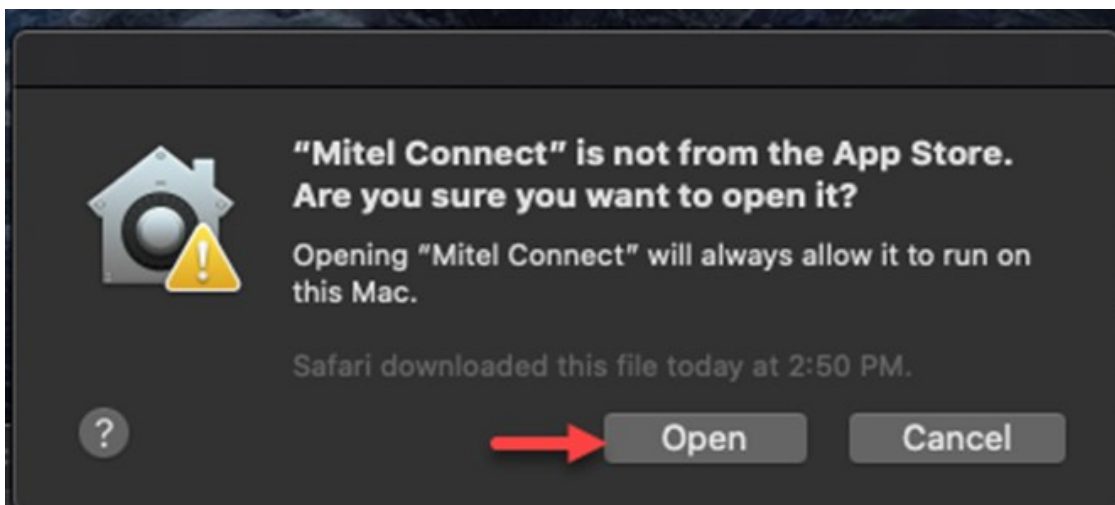 “Mitel Connect” is not from the App Store.
Are you sure you want to open it?
Opening “Mitel Connect” will always allow it to run on
this Mac.
Safari downloaded this file today at 2:50 PM.
?
Open
Cancel